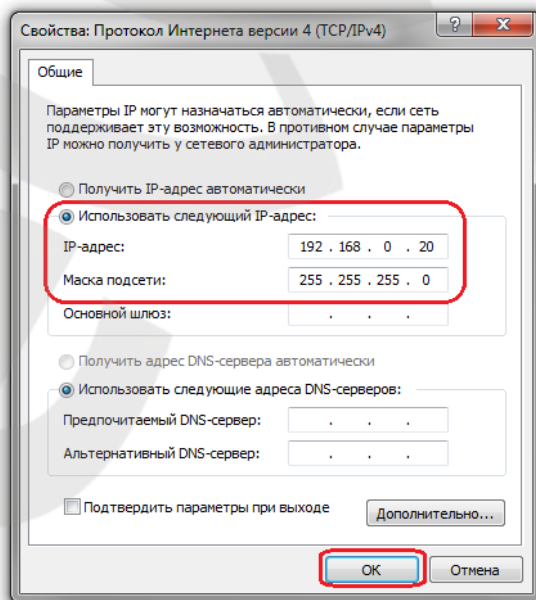 Свойства: Протокол Интернета версии 4 (TCP/IPv4)
?
Общие
Параметры IP могут назначаться автоматически, если сеть
поддерживает эту возможность. В противном случае параметры
IP можно получить у сетевого администратора.
Получить IP-адрес автоматически
Использовать следующий IP-адрес:
IP-адрес: 192 . 168 . 0 . 20
Маска подсети: 255 . 255 . 255 . 0
Основной шлюз: . . .
Получить адрес DNS-сервера автоматически
Использовать следующие адреса DNS-серверов:
Предпочитаемый DNS-сервер: . . .
Альтернативный DNS-сервер: . . .
Подтвердить параметры при выходе
Дополнительно...
ОК Отмена